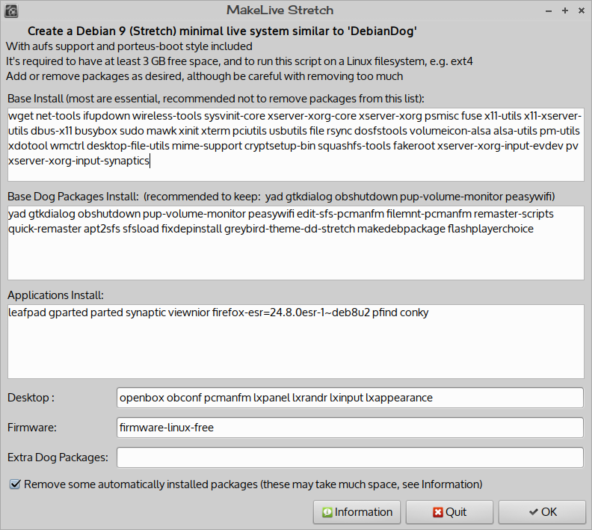 MakeLive Stretch
Create a Debian 9 (Stretch) minimal live system similar to 'DebianDog'
With aufs support and porteus-boot style included
It's required to have at least 3 GB free space, and to run this script on a Linux filesystem, e.g. ext4
Add or remove packages as desired, although be careful with removing too much
Base Install (most are essential, recommended not to remove packages from this list):
wget net-tools ifupdown wireless-tools sysvinit-core xserver-xorg-core xserver-xorg psmisc fuse x11-utils x11-xserver-
utils dbus-x11 busybox sudo mawk xinit xterm pciutils usbutils file rsync dosfstools volumeicon-alsa alsa-utils pm-utils
xdotool wmctrl desktop-file-utils mime-support cryptsetup-bin squashfs-tools fakeroot xserver-xorg-input-evdev pv
xserver-xorg-input-synaptics
Base Dog Packages Install: (recommended to keep: yad gtkdialog obshutdown pup-volume-monitor peasywifi)
yad gtkdialog obshutdown pup-volume-monitor peasywifi edit-sfs-pcmanfm filemnt-pcmanfm remaster-scripts
quick-remaster apt2sfs sfsload fixdepinstall greybird-theme-dd-stretch makedebpackage flashplayerchoice
Applications Install:
leafpad gparted parted synaptic viewnior firefox-esr=24.8.0esr-1~deb8u2 pfind conky
Desktop :
openbox obconf pcmanfm lxpanel lxrandr lxinput lxappearance
Firmware:
firmware-linux-free
Extra Dog Packages:
Remove some automatically installed packages (these may take much space, see Information)
Information
Quit
OK